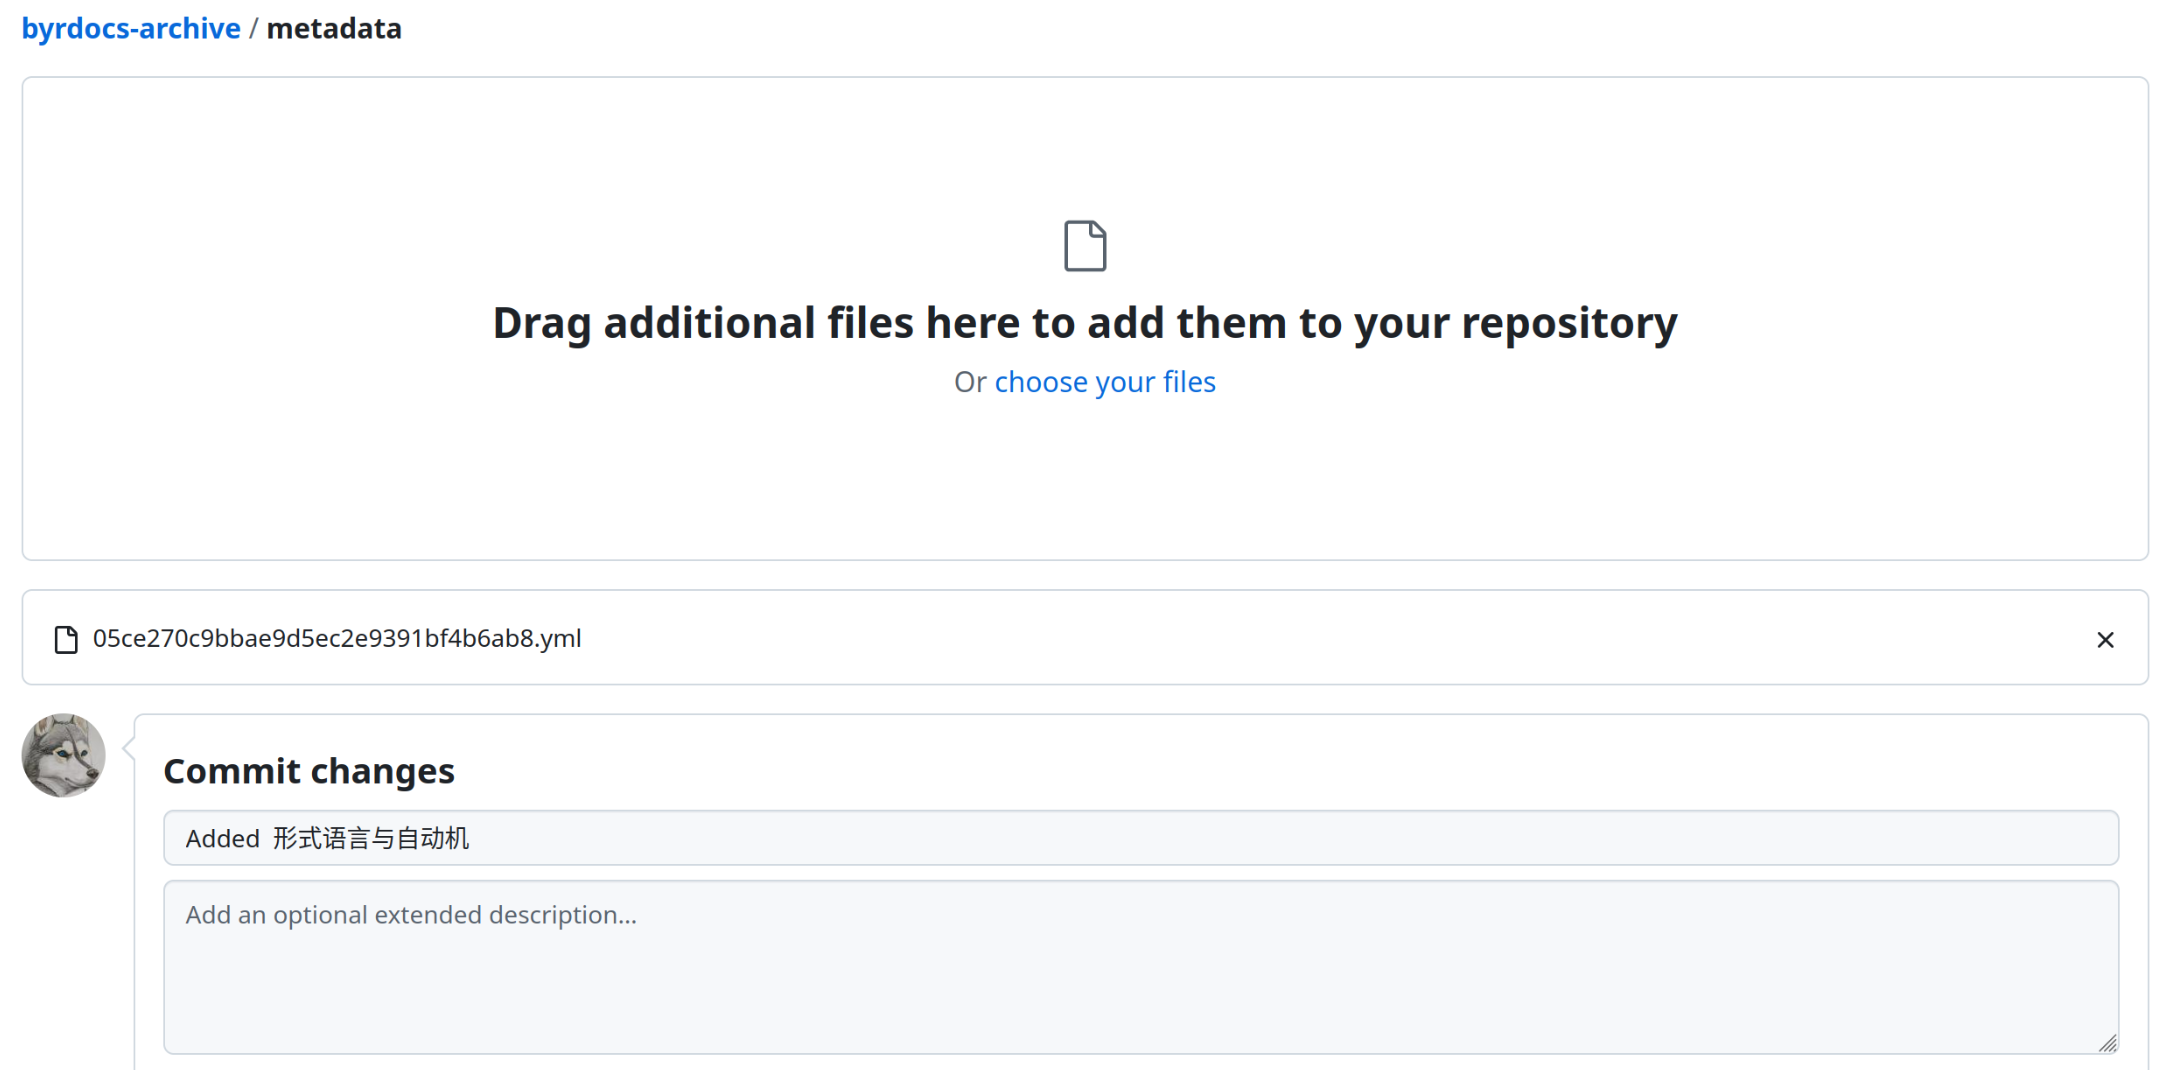 byrdocs-archive / metadata
Drag additional files here to add them to your repository
Or choose your files
05ce270c9bbae9d5ec2e9391bf4b6ab8.yml
Commit changes
Added 形式语言与自动机
Add an optional extended description...